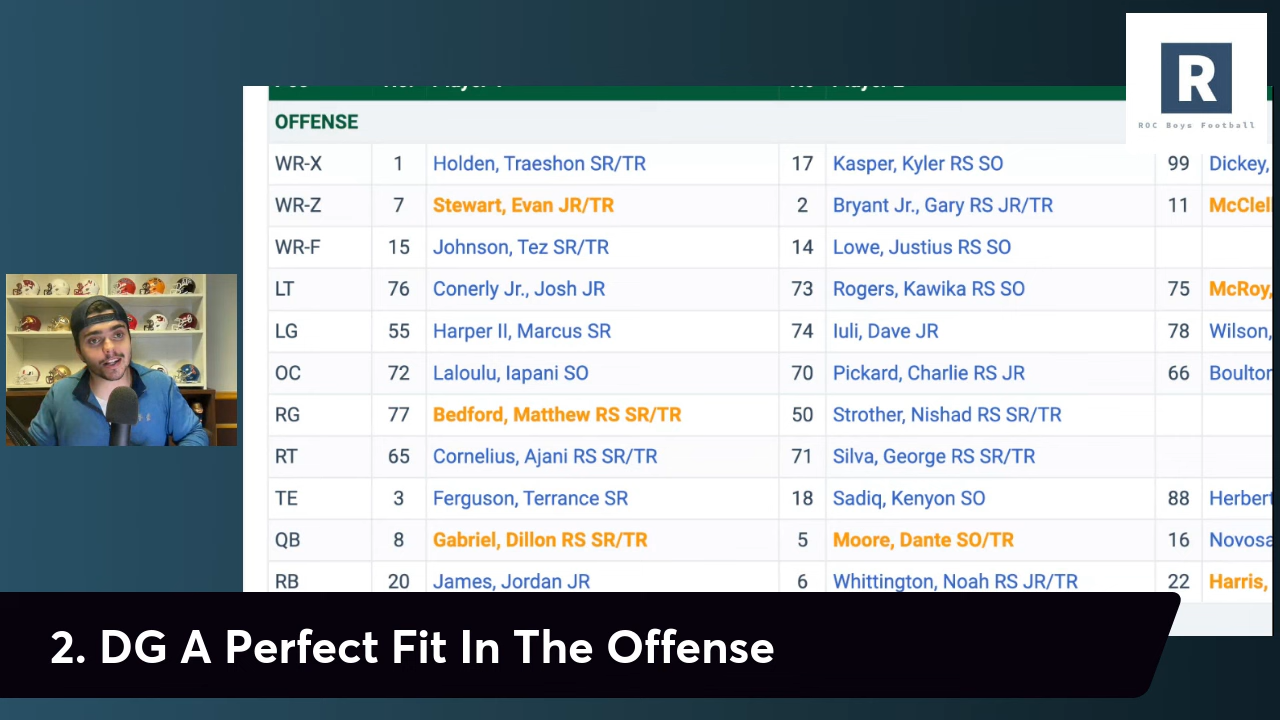 R
ROC Boys Football
OFFENSE
WR-X 1 Holden, Traeshon SR/TR 17 Kasper, Kyler RS SO 99 Dickey,
WR-Z 7 Stewart, Evan JR/TR 2 Bryant Jr., Gary RS JR/TR 11 McClel
WR-F 15 Johnson, Tez SR/TR 14 Lowe, Justius RS SO
LT 76 Conerly Jr., Josh JR 73 Rogers, Kawika RS SO 75 McRoy,
LG 55 Harper II, Marcus SR 74 Iuli, Dave JR 78 Wilson,
OC 72 Laloulu, Iapani SO 70 Pickard, Charlie RS JR 66 Boulton
RG 77 Bedford, Matthew RS SR/TR 50 Strother, Nishad RS SR/TR
RT 65 Cornelius, Ajani RS SR/TR 71 Silva, George RS SR/TR
TE 3 Ferguson, Terrance SR 18 Sadiq, Kenyon SO 88 Herbert
QB 8 Gabriel, Dillon RS SR/TR 5 Moore, Dante SO/TR 16 Novosa
RB 20 James, Jordan JR 6 Whittington, Noah RS JR/TR 22 Harris,
2. DG A Perfect Fit In The Offense